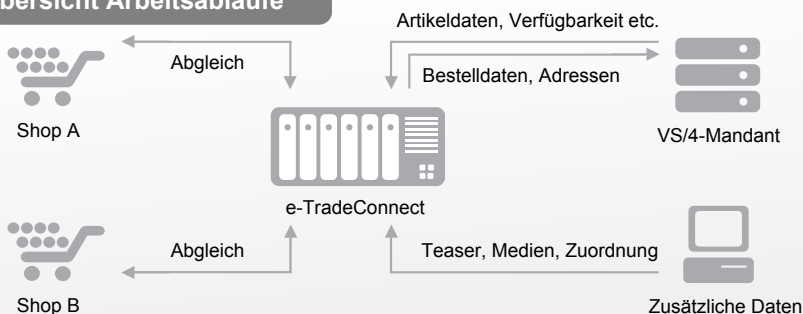 bersicht Arbeitsabläufe
Artikeldaten, Verfügbarkeit etc.
Abgleich
Bestelldaten, Adressen
Shop A
VS/4-Mandant
e-TradeConnect
Abgleich
Teaser, Medien, Zuordnung
Shop B
Zusätzliche Daten